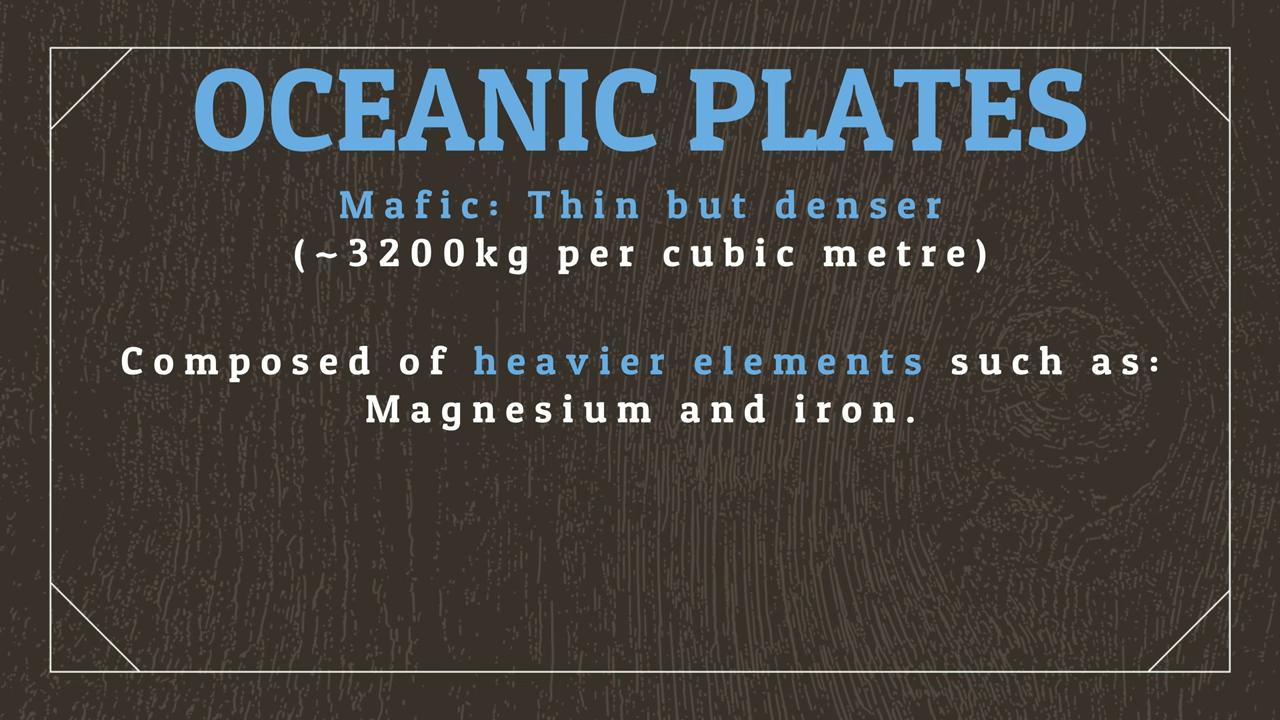 OCEANIC PLATES
Mafic: Thin but denser
(~3200kg per cubic metre)
Composed of heavier elements such as:
Magnesium and iron.